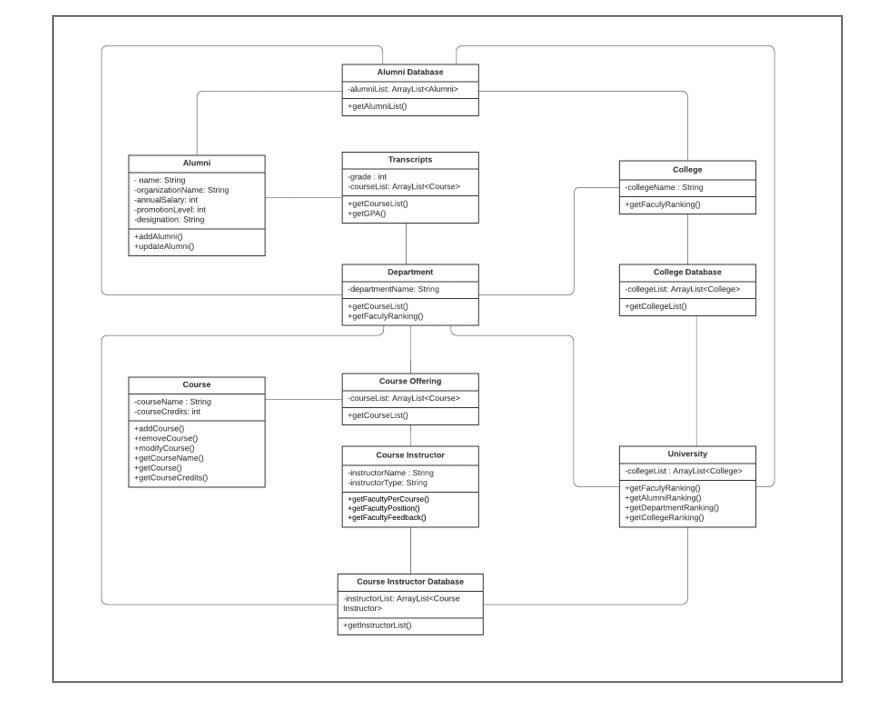 Alumni Database
-alumniList: ArrayList<Alumni>
+getAlumniList()
Alumni
- name: String
-organizationName: String
-annualSalary: int
-promotionLevel: int
-designation: String
+addAlumni()
+updateAlumni()
Transcripts
-grade : int
-courseList: ArrayList<Course>
+getCourseList()
+getGPA()
College
-collegeName : String
+getFaculyRanking()
Department
-departmentName: String
+getCourseList()
+getFaculyRanking()
College Database
-collegeList: ArrayList<College>
+getCollegeList()
Course
-courseName : String
-courseCredits: int
+addCourse()
+removeCourse()
+modifyCourse()
+getCourseName()
+getCourse()
+getCourseCredits()
Course Offering
-courseList: ArrayList<Course>
+getCourseList()
Course Instructor
-instructorName : String
-instructorType: String
+getFacultyPerCourse()
+getFacultyPosition()
+getFacultyFeedback()
University
-collegeList : ArrayList<College>
+getFaculyRanking()
+getAlumniRanking()
+getDepartmentRanking()
+getCollegeRanking()
Course Instructor Database
-instructorList: ArrayList<Course
Instructor>
+getInstructorList()